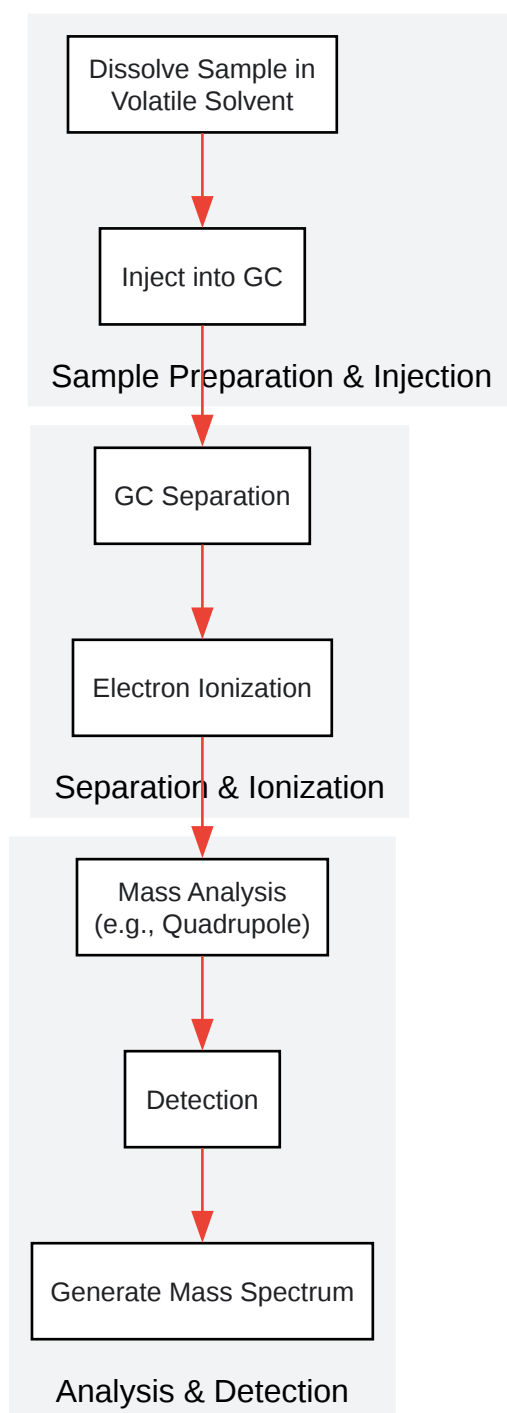 Dissolve Sample in
Volatile Solvent
Inject into GC
Sample Preparation & Injection
GC Separation
Electron Ionization
Separation & Ionization
Mass Analysis
(e.g., Quadrupole)
Detection
Generate Mass Spectrum
Analysis & Detection